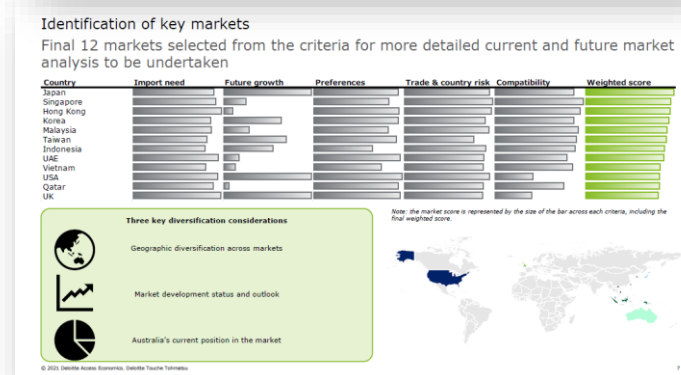 Identification of key markets
Final 12 markets selected from the criteria for more detailed current and future market
analysis to be undertaken
Country Import need Future growth Preferences Trade & country risk Compatibility Weighted score
Japan
Singapore
Hong Kong
Korea
Malaysia
Taiwan
Indonesia
UAE
Vietnam
USA
Qatar
UK
Three key diversification considerations
Geographic diversification across markets
Market development status and outlook
Australia's current position in the market
Note: the market score is represented by the size of the bar across each criteria, including the
final weighted score.
© 2021 Deloitte Access Economics. Deloitte Touche Tohmatsu
7